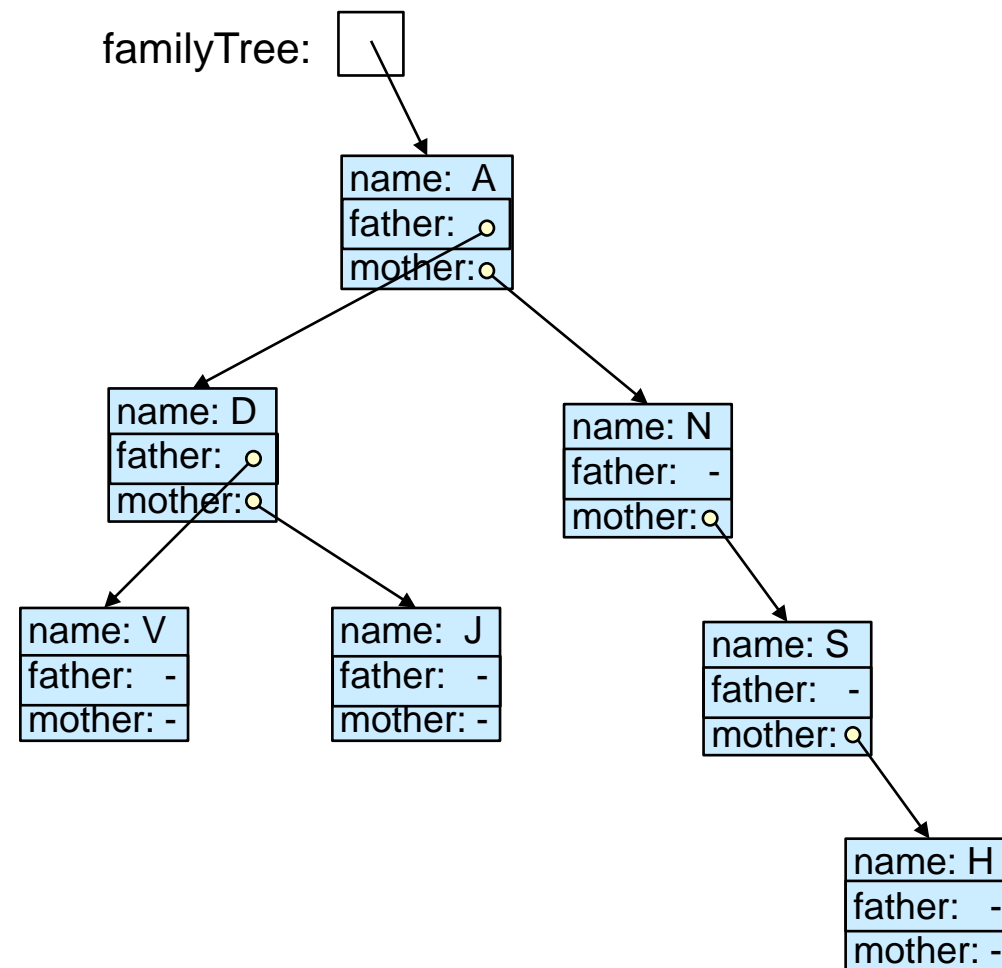 familyTree:
name: A
father:
mother:
name: D
father:
mother:
name: N
father: -
mother:
name: V
father: -
mother: -
name: J
father: -
mother: -
name: S
father: -
mother:
name: H
father: -
mother: -